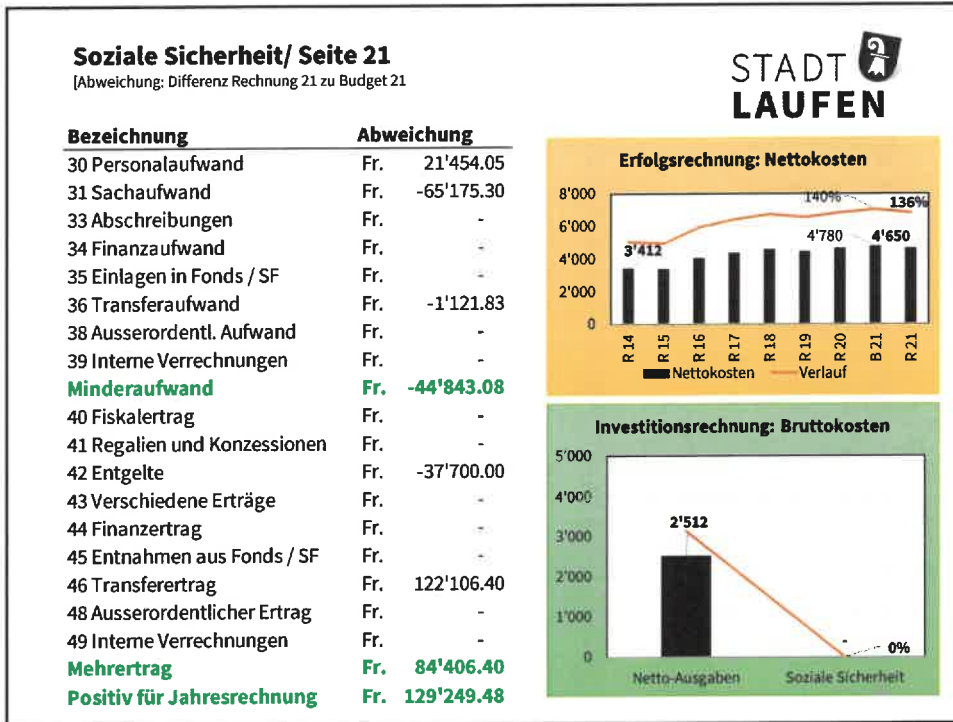 Soziale Sicherheit/ Seite 21
[Abweichung: Differenz Rechnung 21 zu Budget 21
STADT
LAUFEN
Bezeichnung Abweichung
30 Personalaufwand Fr. 21'454.05
31 Sachaufwand Fr. -65'175.30
33 Abschreibungen Fr. -
34 Finanzaufwand Fr. -
35 Einlagen in Fonds / SF Fr. -
36 Transferaufwand Fr. -1'121.83
38 Ausserordentl. Aufwand Fr. -
39 Interne Verrechnungen Fr. -
Minderaufwand Fr. -44'843.08
40 Fiskalertrag Fr. -
41 Regalien und Konzessionen Fr. -
42 Entgelte Fr. -37'700.00
43 Verschiedene Erträge Fr. -
44 Finanzertrag Fr. -
45 Entnahmen aus Fonds / SF Fr. -
46 Transferertrag Fr. 122'106.40
48 Ausserordentlicher Ertrag Fr. -
49 Interne Verrechnungen Fr. -
Mehrertrag Fr. 84'406.40
Positiv für Jahresrechnung Fr. 129'249.48
Erfolgsrechnung: Nettokosten
8'000
6'000
4'000
2'000
0
140%
136%
3'412
4'780
4'650
R 14
R 15
R 16
R 17
R 18
R 19
R 20
B 21
R 21
Nettokosten Verlauf
Investitionsrechnung: Bruttokosten
5'000
4'000
3'000
2'000
1'000
0
2'512
-
0%
Netto-Ausgaben Soziale Sicherheit